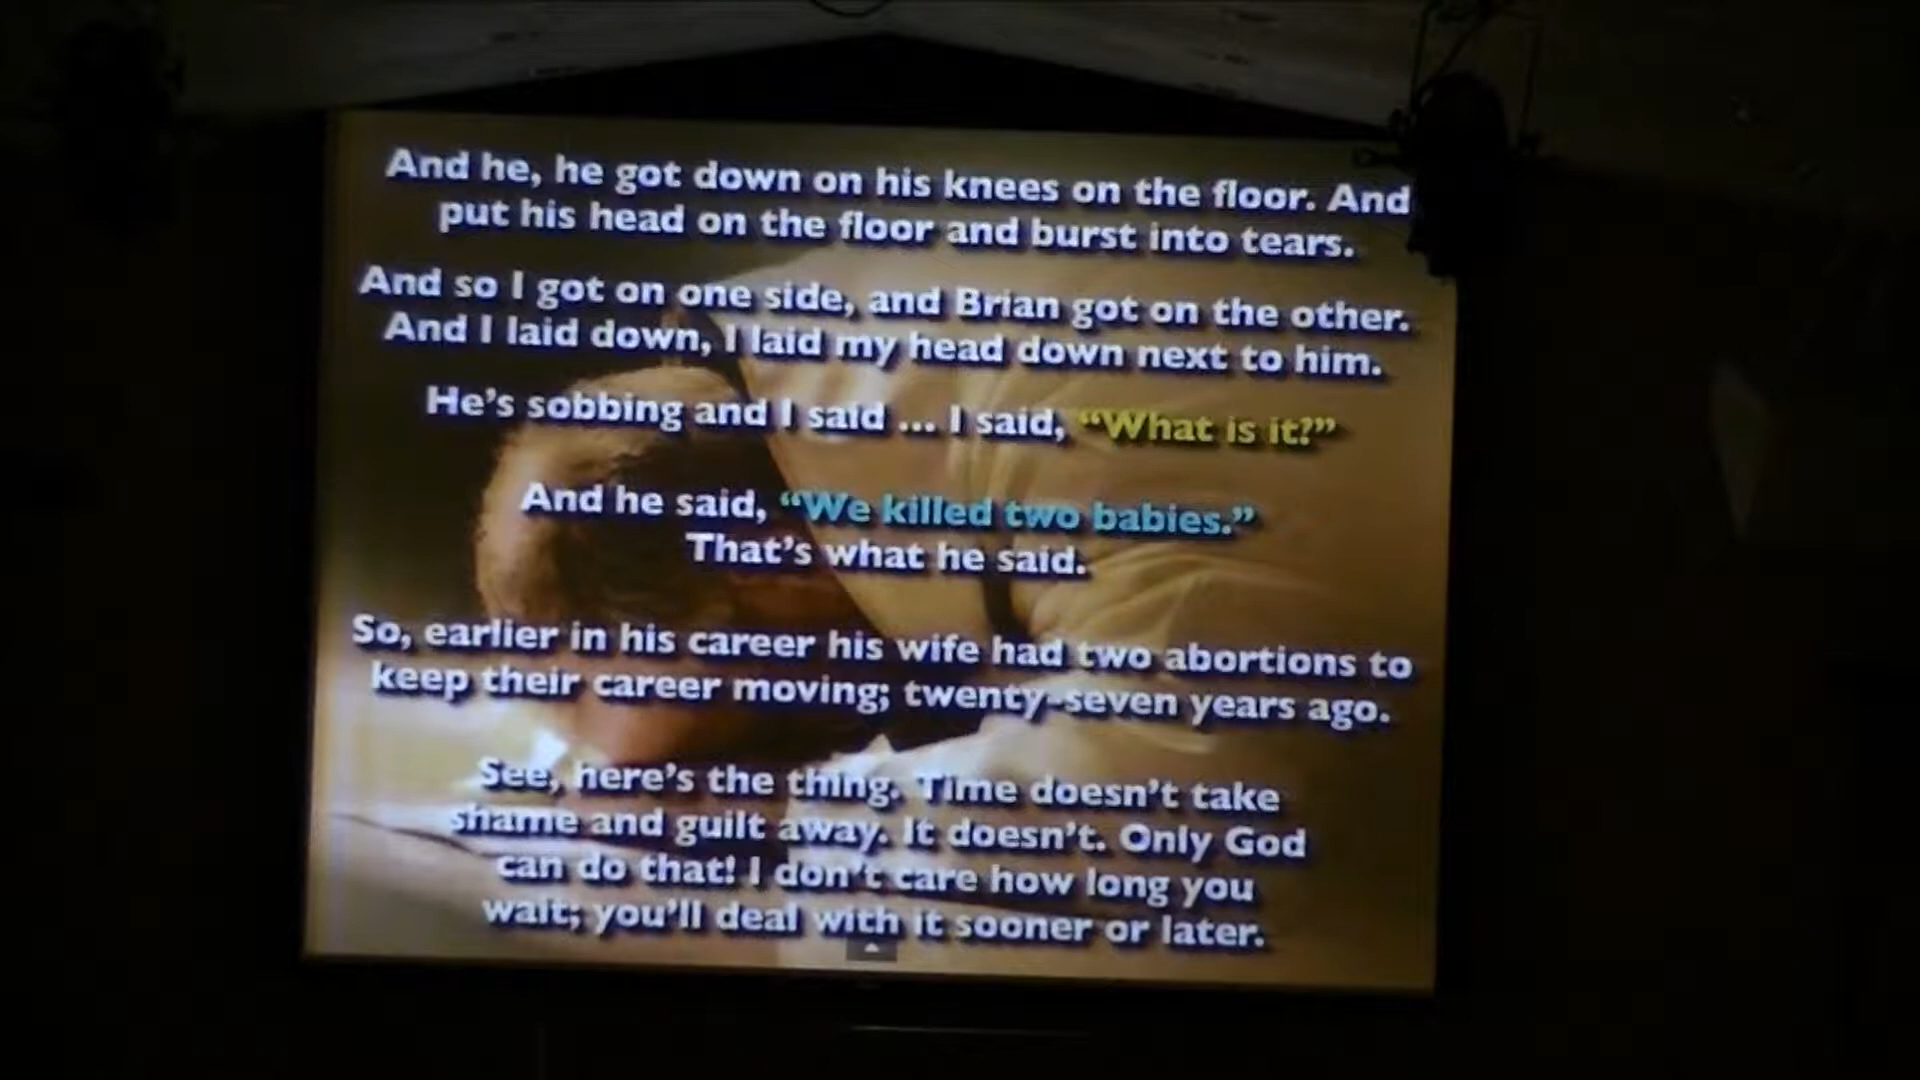 And he, he got down on his knees on the floor. And
put his head on the floor and burst into tears.
And so I got on one side, and Brian got on the other.
And I laid down, I laid my head down next to him.
He's sobbing and I said ... I said, “What is it?”
And he said, “We killed two babies.”
That's what he said.
So, earlier in his career his wife had two abortions to
keep their career moving; twenty-seven years ago.
See, here's the thing. Time doesn't take
shame and guilt away. It doesn't. Only God
can do that! I don't care how long you
wait; you'll deal with it sooner or later.